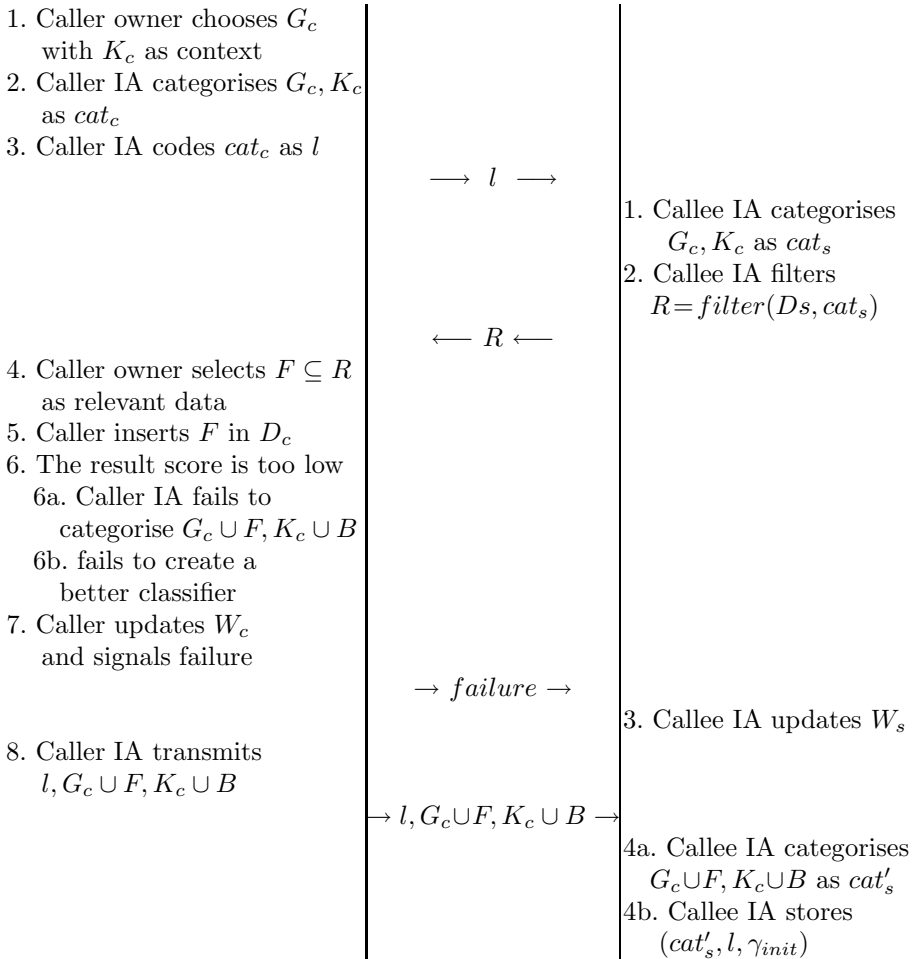 1. Caller owner chooses G_c
with K_c as context
2. Caller IA categorises G_c, K_c
as cat_c
3. Caller IA codes cat_c as l
⟶ l ⟶
1. Callee IA categorises
G_c, K_c as cat_s
2. Callee IA filters
R=filter(Ds, cat_s)
⟵ R ⟵
4. Caller owner selects F ⊆ R
as relevant data
5. Caller inserts F in D_c
6. The result score is too low
6a. Caller IA fails to
categorise G_c ∪ F, K_c ∪ B
6b. fails to create a
better classifier
7. Caller updates W_c
and signals failure
→ failure →
3. Callee IA updates W_s
8. Caller IA transmits
l, G_c ∪ F, K_c ∪ B
→ l, G_c∪F, K_c ∪ B →
4a. Callee IA categorises
G_c∪F, K_c∪B as cat′_s
4b. Callee IA stores
(cat′_s, l, γ_init)